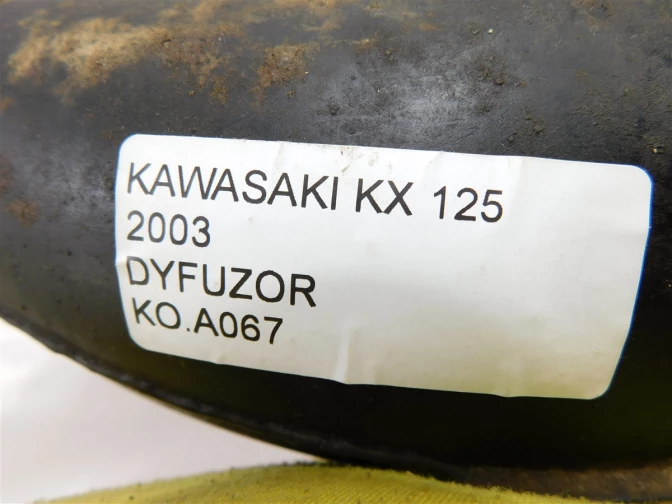 KAWASAKI KX 125
2003
DYFUZOR
KO.A067